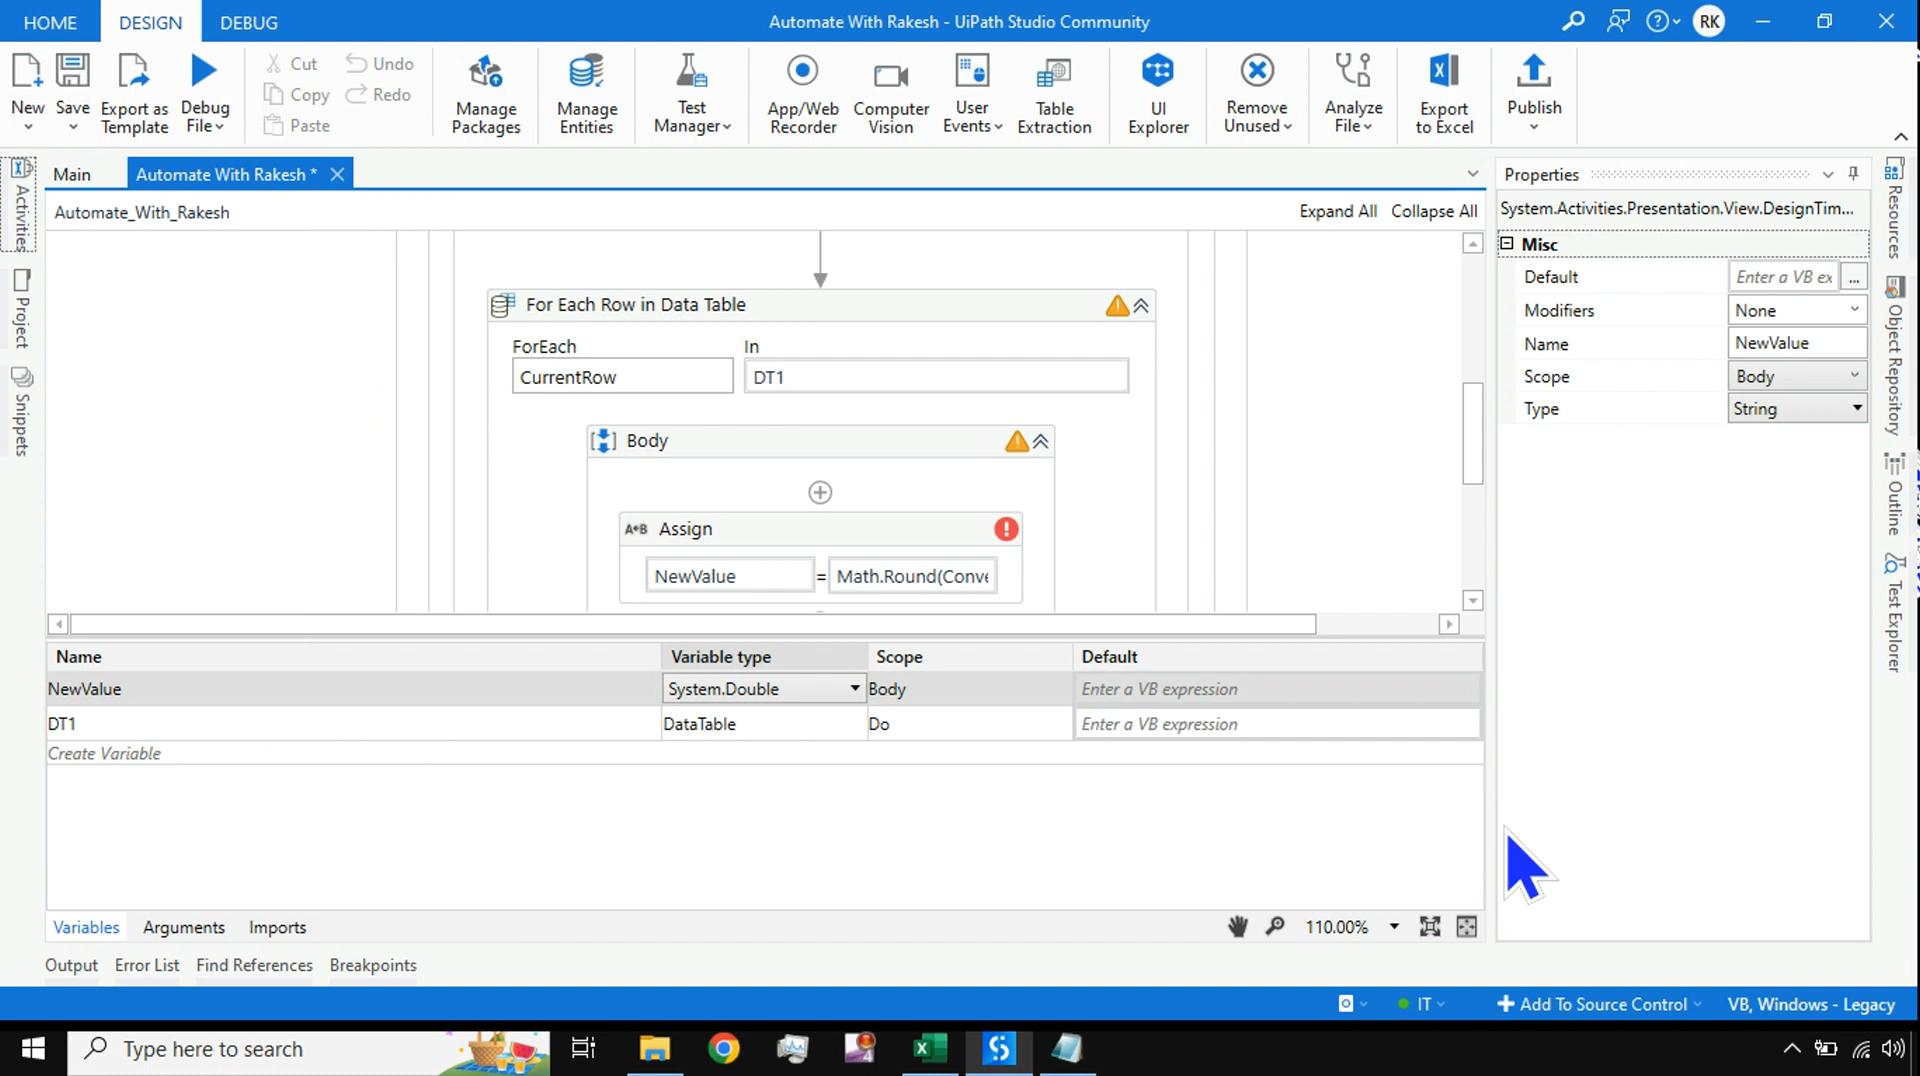 HOME DESIGN DEBUG Automate With Rakesh - UiPath Studio Community RK
Cut Undo
Copy Redo
Paste
New Save Export as Template Debug File Manage Packages Manage Entities Test Manager App/Web Recorder Computer Vision User Events Table Extraction UI Explorer Remove Unused Analyze File Export to Excel Publish
Main Automate With Rakesh *
Automate_With_Rakesh Expand All Collapse All
For Each Row in Data Table
ForEach In
CurrentRow DT1
Body
Assign
NewValue = Math.Round(Conve
Name Variable type Scope Default
NewValue System.Double Body Enter a VB expression
DT1 DataTable Do Enter a VB expression
Create Variable
Variables Arguments Imports 110.00%
Output Error List Find References Breakpoints
Activities
Project
Snippets
Properties
System.Activities.Presentation.View.DesignTim...
Misc
Default Enter a VB ex ...
Modifiers None
Name NewValue
Scope Body
Type String
Resources
Object Repository
Outline
Test Explorer
IT Add To Source Control VB, Windows - Legacy
Type here to search